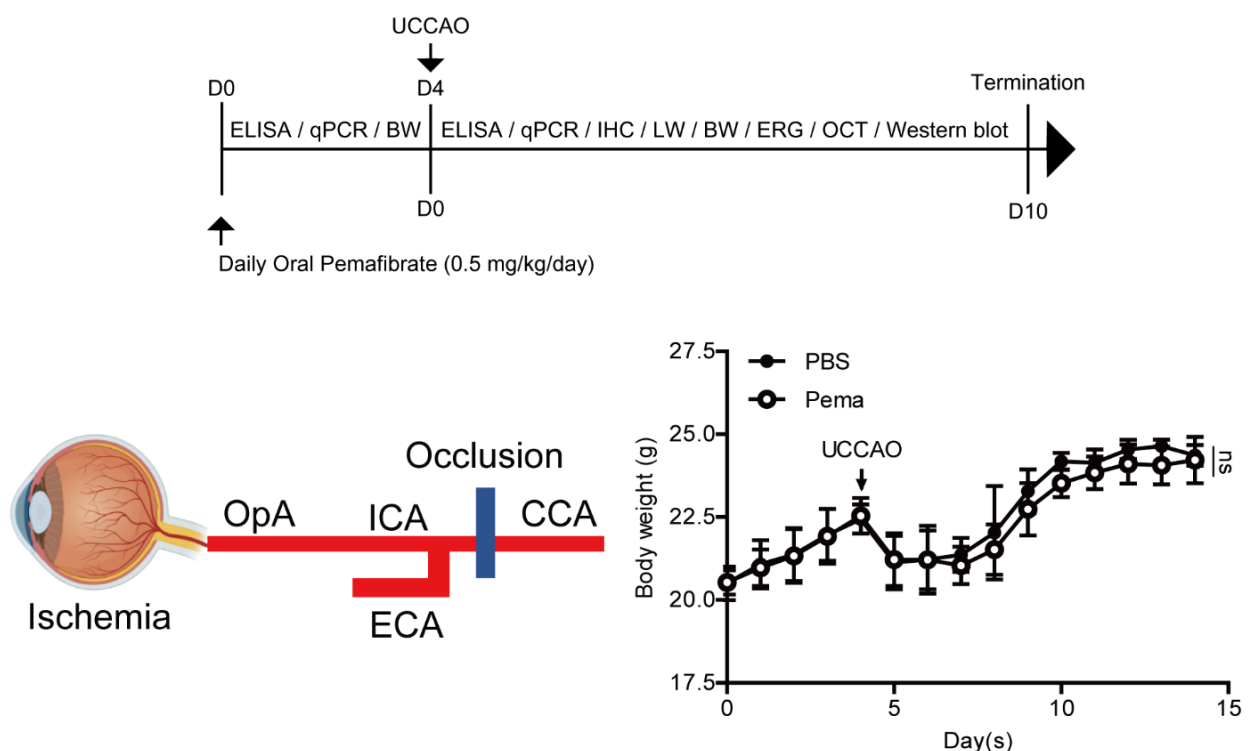 UCCAO
D0
D4
Termination
ELISA / qPCR / BW
ELISA / qPCR / IHC / LW / BW / ERG / OCT / Western blot
D0
D10
Daily Oral Pemafibrate (0.5 mg/kg/day)
Occlusion
OpA
ICA
CCA
Ischemia
ECA
27.5
PBS
Pema
UCCAO
25.0
22.5
20.0
17.5
Body weight (g)
ns
0
5
10
15
Day(s)